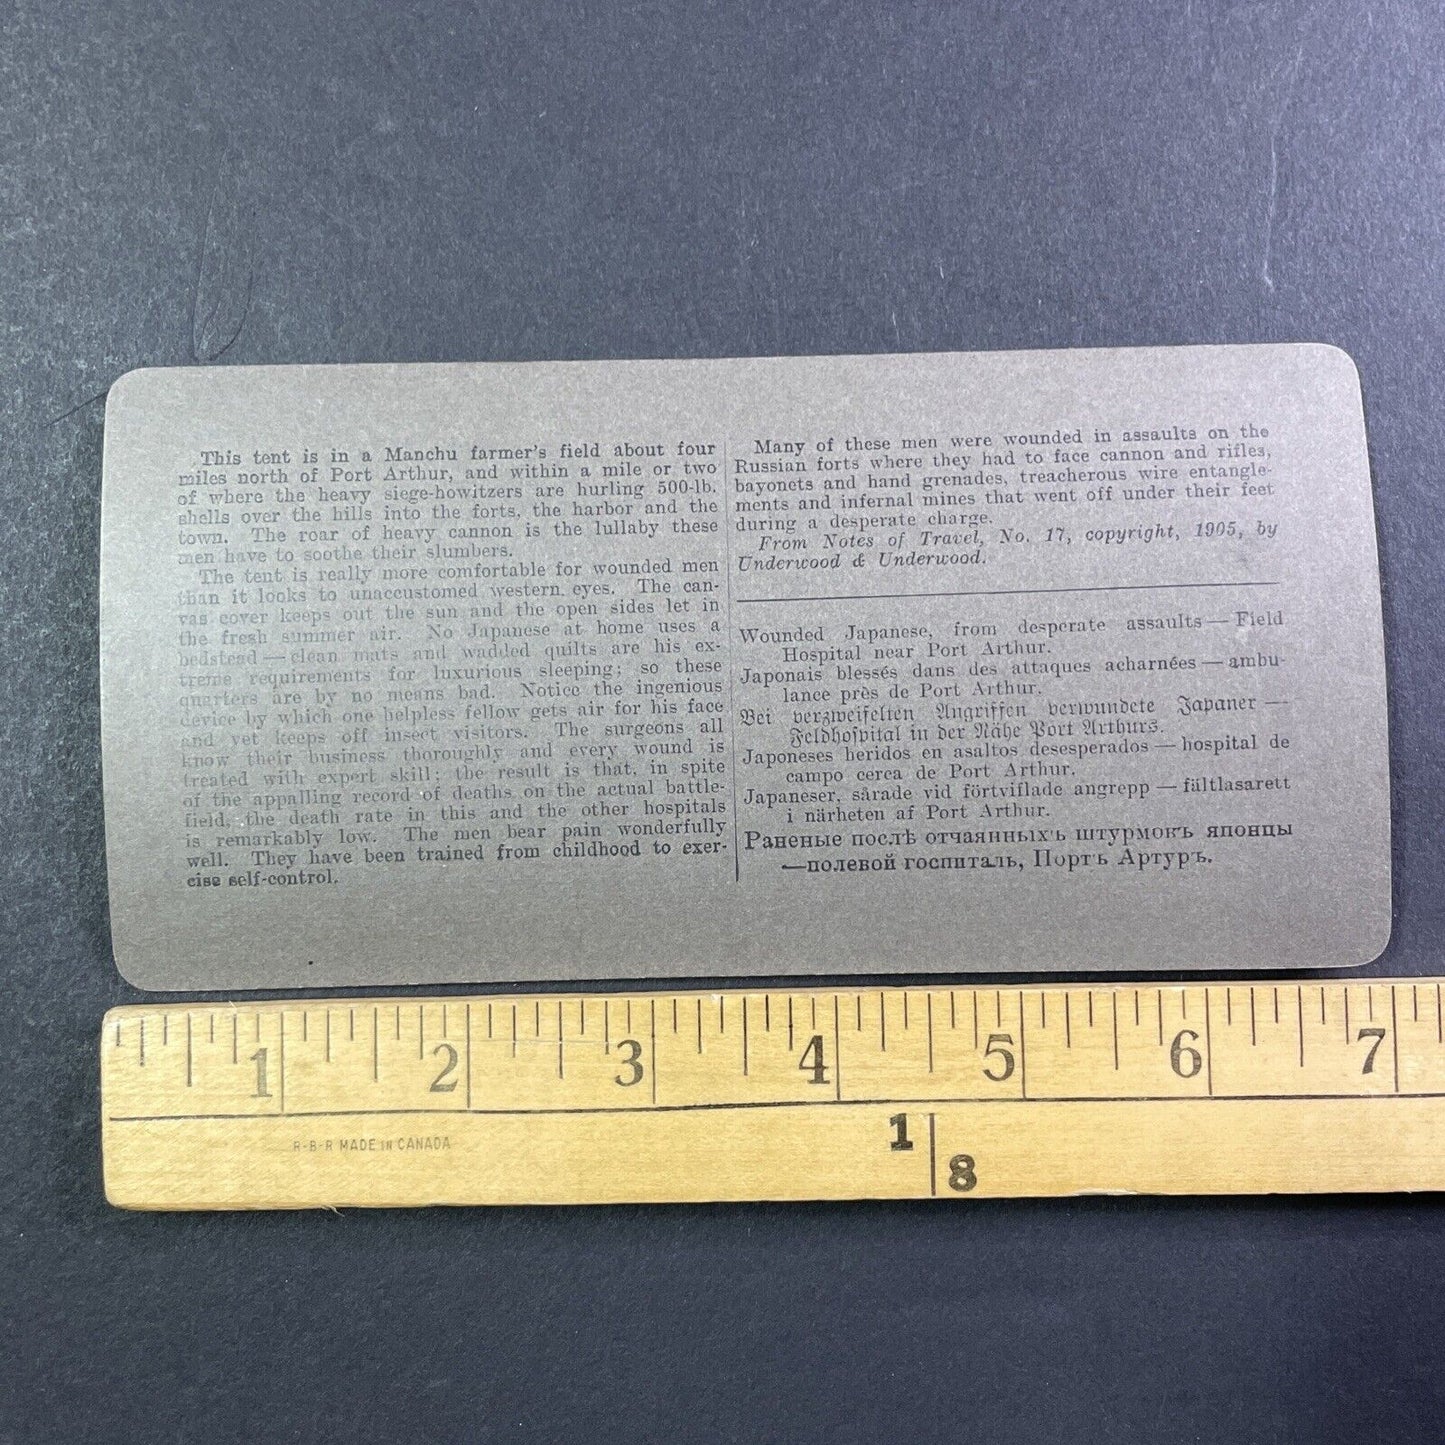 This tent is in a Manchu farmer's field about four
miles north of Port Arthur, and within a mile or two
of where the heavy siege-howitzers are hurling 500-lb.
shells over the hills into the forts, the harbor and the
town. The roar of heavy cannon is the lullaby these
men have to soothe their slumbers.
The tent is really more comfortable for wounded men
than it looks to unaccustomed western eyes. The can-
vas cover keeps out the sun and the open sides let in
the fresh summer air. No Japanese at home uses a
bedstead — clean mats and wadded quilts are his ex-
treme requirements for luxurious sleeping; so these
quarters are by no means bad. Notice the ingenious
device by which one helpless fellow gets air for his face
and yet keeps off insect visitors. The surgeons all
know their business thoroughly and every wound is
treated with expert skill; the result is that, in spite
of the appalling record of deaths on the actual battle-
field, the death rate in this and the other hospitals
is remarkably low. The men bear pain wonderfully
well. They have been trained from childhood to exer-
cise self-control.
Many of these men were wounded in assaults on the
Russian forts where they had to face cannon and rifles,
bayonets and hand grenades, treacherous wire entangle-
ments and infernal mines that went off under their feet
during a desperate charge.
From Notes of Travel, No. 17, copyright, 1905, by
Underwood & Underwood.
Wounded Japanese, from desperate assaults — Field
Hospital near Port Arthur.
Japonais blessés dans des attaques acharnées — ambu-
lance près de Port Arthur.
Bei verzweifelten Angriffen verwundete Japaner —
Feldhospital in der Nähe Port Arthurs.
Japoneses heridos en asaltos desesperados — hospital de
campo cerca de Port Arthur.
Japaneser, sårade vid förtviflade angrepp — fältlasarett
i närheten af Port Arthur.
Раненые послѣ отчаянныхъ штурмокъ японцы
—полевой госпиталь, Портъ Артуръ.
1 2 3 4 5 6 7
R-B-R MADE IN CANADA
1
8